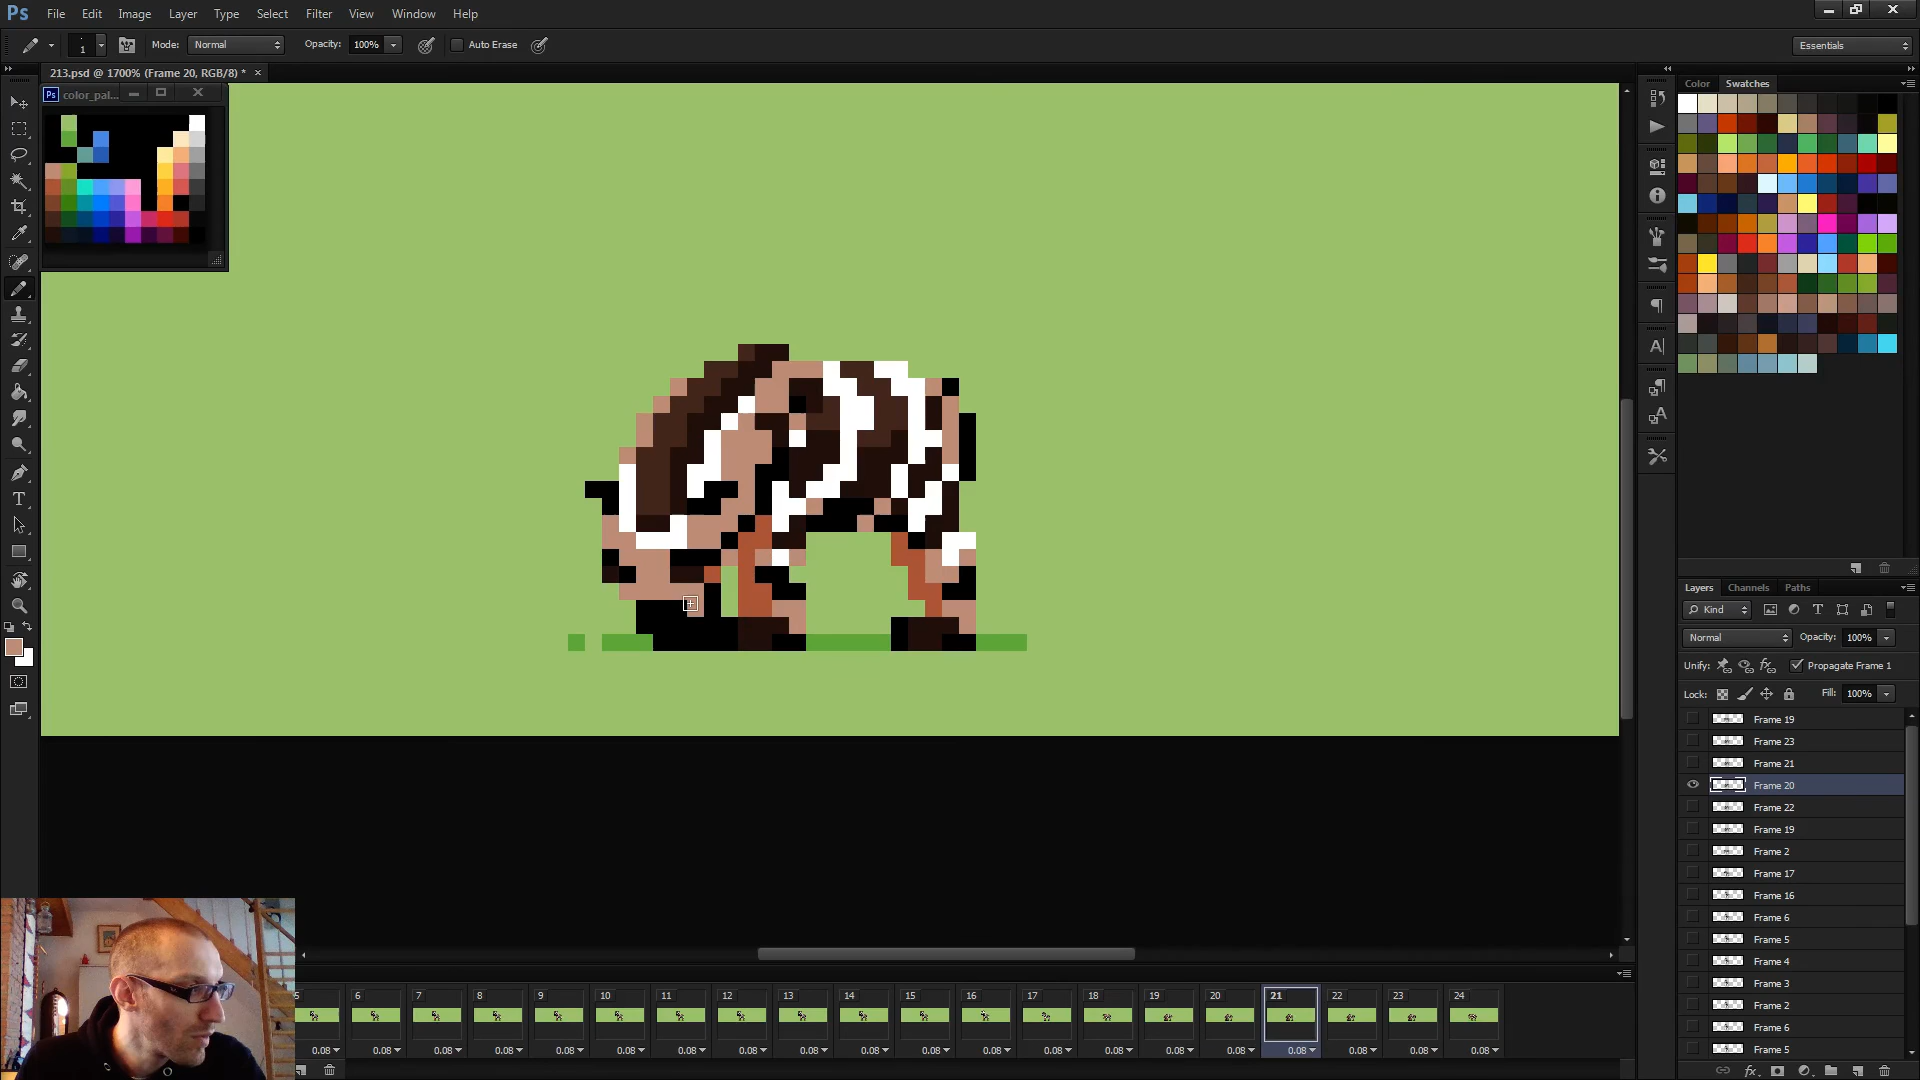 Ps File Edit Image Layer Type Select Filter View Window Help
1 Mode: Normal Opacity: 100% Auto Erase Essentials
213.psd @ 1700% (Frame 20, RGB/8) * ×
Ps color_pal...
Color Swatches
Layers Channels Paths
Kind
Normal Opacity: 100%
Unify: Propagate Frame 1
Lock: Fill: 100%
Frame 19
Frame 23
Frame 21
Frame 20
Frame 22
Frame 19
Frame 2
Frame 17
Frame 16
Frame 6
Frame 5
Frame 4
Frame 3
Frame 2
Frame 6
Frame 5
5 6 7 8 9 10 11 12 13 14 15 16 17 18 19 20 21 22 23 24
0.08 0.08 0.08 0.08 0.08 0.08 0.08 0.08 0.08 0.08 0.08 0.08 0.08 0.08 0.08 0.08 0.08 0.08 0.08 0.08